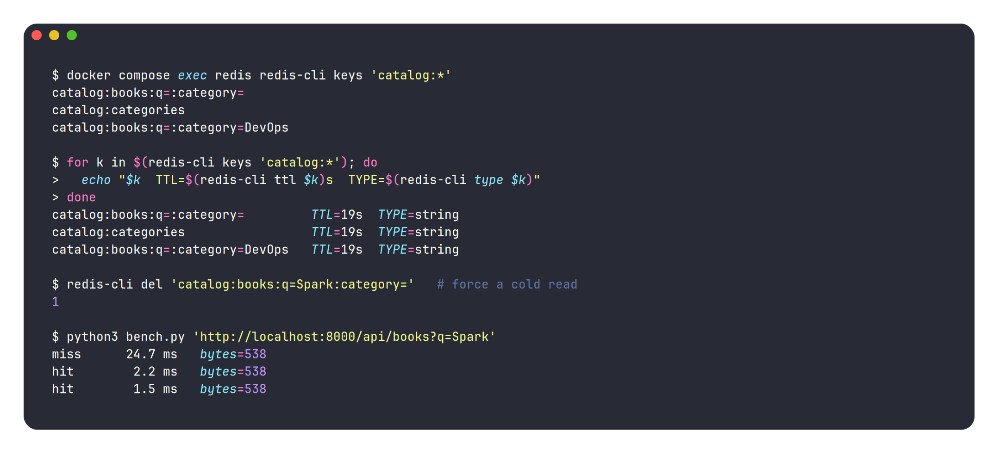 $ docker compose exec redis redis-cli keys 'catalog:*'
catalog:books:q=:category=
catalog:categories
catalog:books:q=:category=DevOps
$ for k in $(redis-cli keys 'catalog:*'); do
>   echo "$k  TTL=$(redis-cli ttl $k)s  TYPE=$(redis-cli type $k)"
> done
catalog:books:q=:category=         TTL=19s  TYPE=string
catalog:categories                 TTL=19s  TYPE=string
catalog:books:q=:category=DevOps   TTL=19s  TYPE=string
$ redis-cli del 'catalog:books:q=Spark:category='   # force a cold read
1
$ python3 bench.py 'http://localhost:8000/api/books?q=Spark'
miss      24.7 ms   bytes=538
hit        2.2 ms   bytes=538
hit        1.5 ms   bytes=538